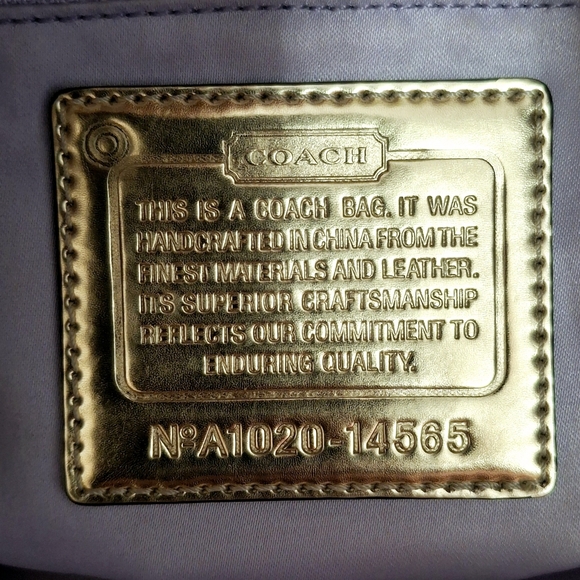 COACH
THIS IS A COACH BAG. IT WAS
HANDCRAFTED IN CHINA FROM THE
FINEST MATERIALS AND LEATHER.
ITS SUPERIOR CRAFTSMANSHIP
REFLECTS OUR COMMITMENT TO
ENDURING QUALITY.
NºA1020-14565